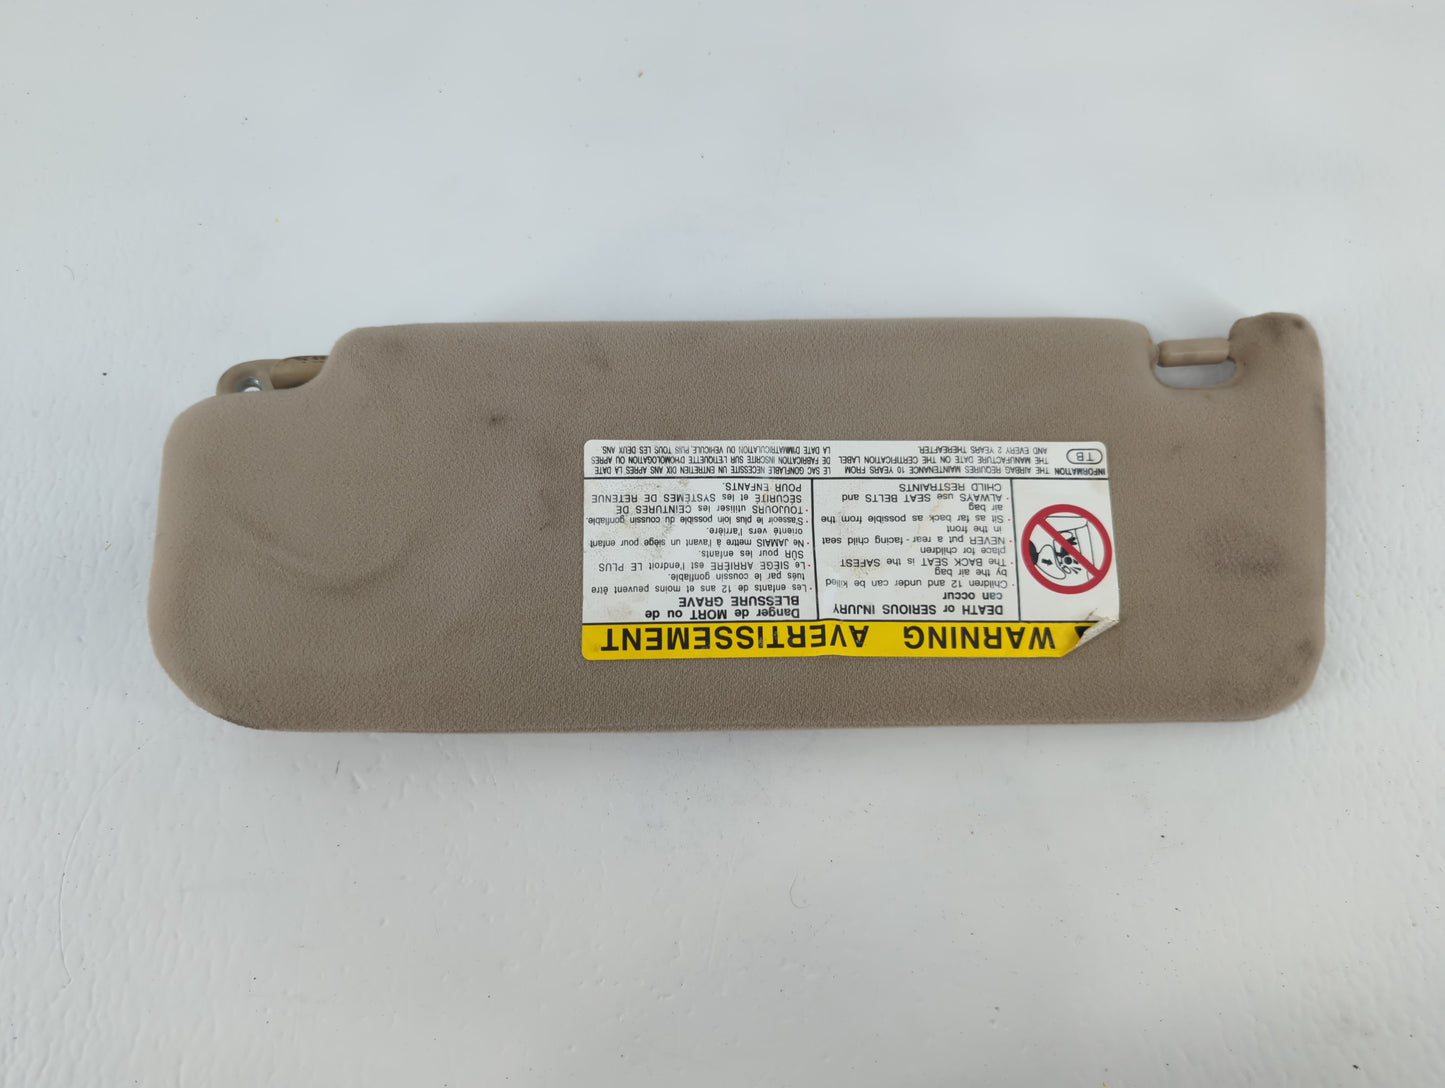 WARNING AVERTISSEMENT
DEATH or SERIOUS INJURY
can occur
· Children 12 and under can be killed
by the air bag
· The BACK SEAT is the SAFEST
place for children
· NEVER put a rear - facing child seat
in the front
· Sit as far back as possible from the
air bag
· ALWAYS use SEAT BELTS and
CHILD RESTRAINTS
Danger de MORT ou de
BLESSURE GRAVE
· Les enfants de 12 ans et moins peuvent être
tués par le coussin gonflable.
· Le SIÈGE ARRIÈRE est l'endroit LE PLUS
SÛR pour les enfants.
· Ne JAMAIS mettre à l'avant un siège pour enfant
orienté vers l'arrière.
· S'asseoir le plus loin possible du coussin gonflable.
· TOUJOURS utiliser les CEINTURES DE
SÉCURITÉ et les SYSTÈMES DE RETENUE
POUR ENFANTS.
INFORMATION
TB
THE AIRBAG REQUIRES MAINTENANCE 10 YEARS FROM
THE MANUFACTURE DATE ON THE CERTIFICATION LABEL
AND EVERY 2 YEARS THEREAFTER.
LE SAC GONFLABLE NÉCESSITE UN ENTRETIEN DIX ANS APRÈS LA DATE
DE FABRICATION INSCRITE SUR L'ÉTIQUETTE D'HOMOLOGATION OU APRÈS
LA DATE D'IMMATRICULATION DU VÉHICULE, PUIS TOUS LES DEUX ANS.